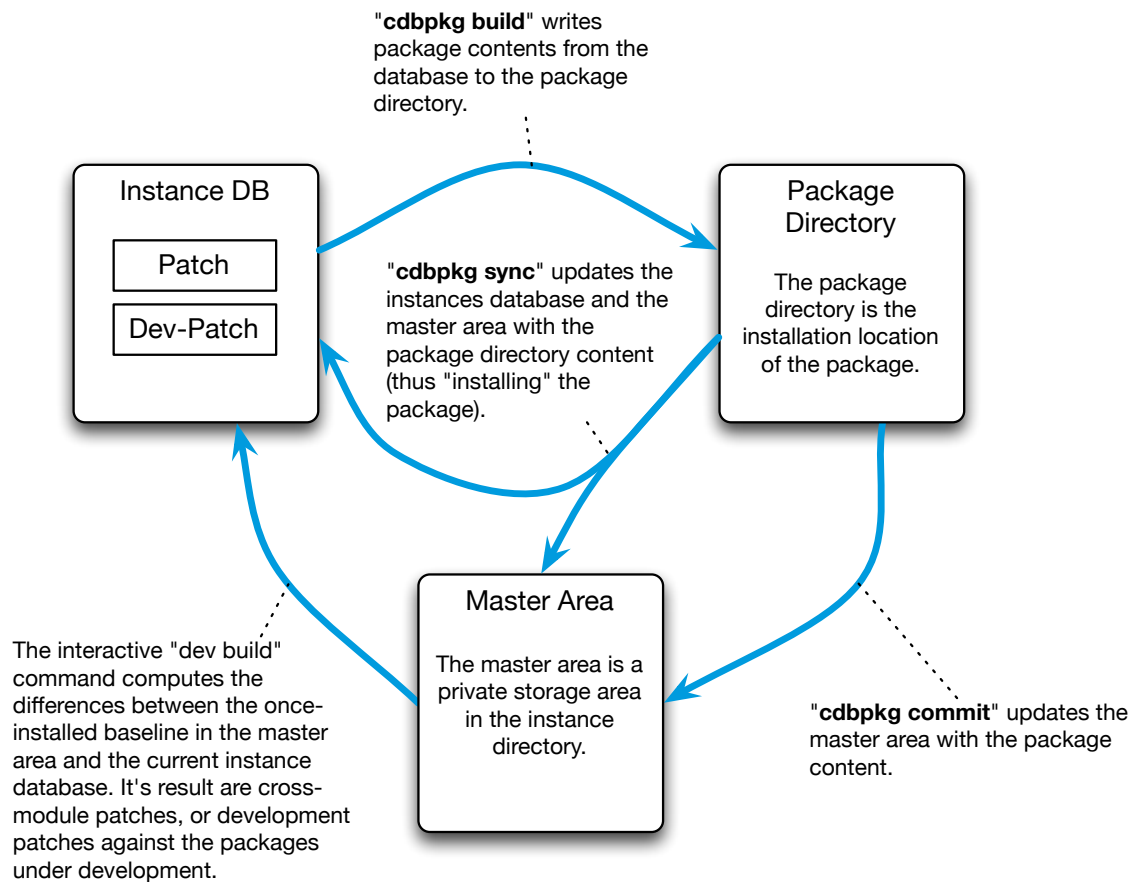 "cdbpkg build" writes
package contents from the
database to the package
directory.
Instance DB
Patch
Dev-Patch
Package
Directory
The package
directory is the
installation location
of the package.
"cdbpkg sync" updates the
instances database and the
master area with the
package directory content
(thus "installing" the
package).
Master Area
The master area is a
private storage area
in the instance
directory.
The interactive "dev build"
command computes the
differences between the once-
installed baseline in the master
area and the current instance
database. It's result are cross-
module patches, or development
patches against the packages
under development.
"cdbpkg commit" updates the
master area with the package
content.